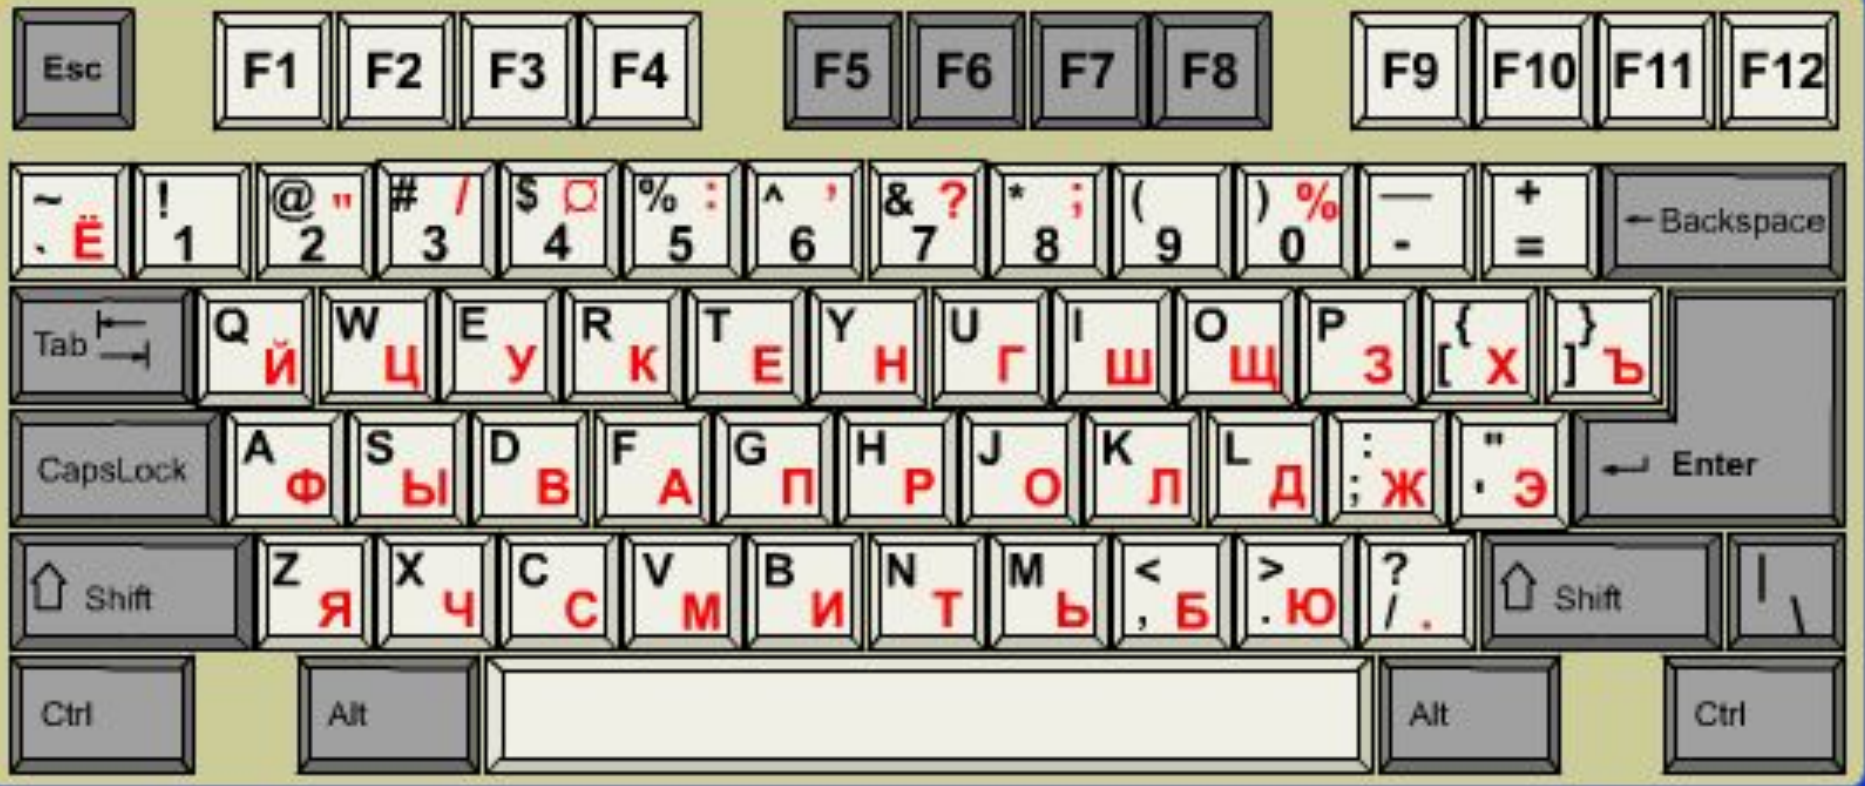 Esc F1 F2 F3 F4 F5 F6 F7 F8 F9 F10 F11 F12
~ ` Ё ! 1 @ " 2 # / 3 $ ¤ 4 % : 5 ^ ' 6 & ? 7 * ; 8 ( 9 ) % 0 — - + = ← Backspace
Tab Q Й W Ц E У R К T Е Y Н U Г I Ш O Щ P З { [ Х } ] Ъ
CapsLock A Ф S Ы D В F А G П H Р J О K Л L Д : ; Ж " ' Э ↵ Enter
⇧ Shift Z Я X Ч C С V М B И N Т M Ь < , Б > . Ю ? / . ⇧ Shift | \
Ctrl Alt Alt Ctrl